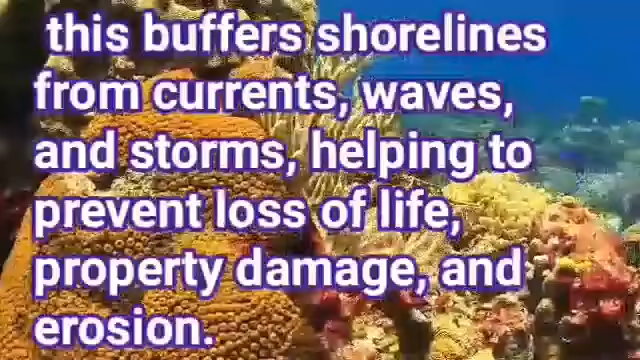 this buffers shorelines
from currents, waves,
and storms, helping to
prevent loss of life,
property damage, and
erosion.